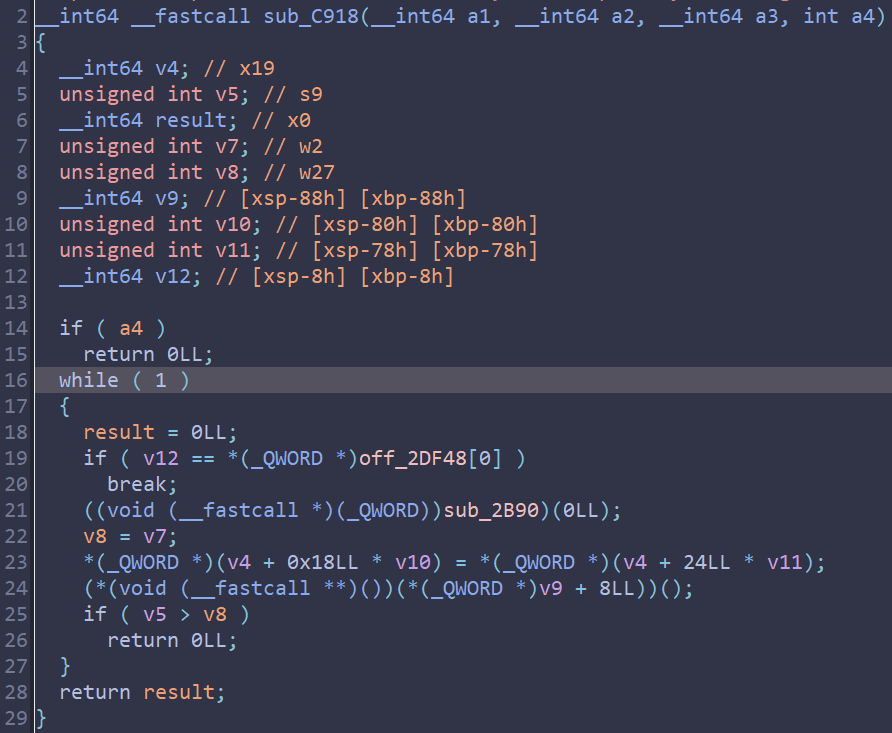 2 __int64 __fastcall sub_C918(__int64 a1, __int64 a2, __int64 a3, int a4)
3 {
4   __int64 v4; // x19
5   unsigned int v5; // s9
6   __int64 result; // x0
7   unsigned int v7; // w2
8   unsigned int v8; // w27
9   __int64 v9; // [xsp-88h] [xbp-88h]
10   unsigned int v10; // [xsp-80h] [xbp-80h]
11   unsigned int v11; // [xsp-78h] [xbp-78h]
12   __int64 v12; // [xsp-8h] [xbp-8h]
13
14   if ( a4 )
15     return 0LL;
16   while ( 1 )
17   {
18     result = 0LL;
19     if ( v12 == *(_QWORD *)off_2DF48[0] )
20       break;
21     ((void (__fastcall *)(_QWORD))sub_2B90)(0LL);
22     v8 = v7;
23     *(_QWORD *)(v4 + 0x18LL * v10) = *(_QWORD *)(v4 + 24LL * v11);
24     (*(void (__fastcall **)())(*(_QWORD *)v9 + 8LL))();
25     if ( v5 > v8 )
26       return 0LL;
27   }
28   return result;
29 }